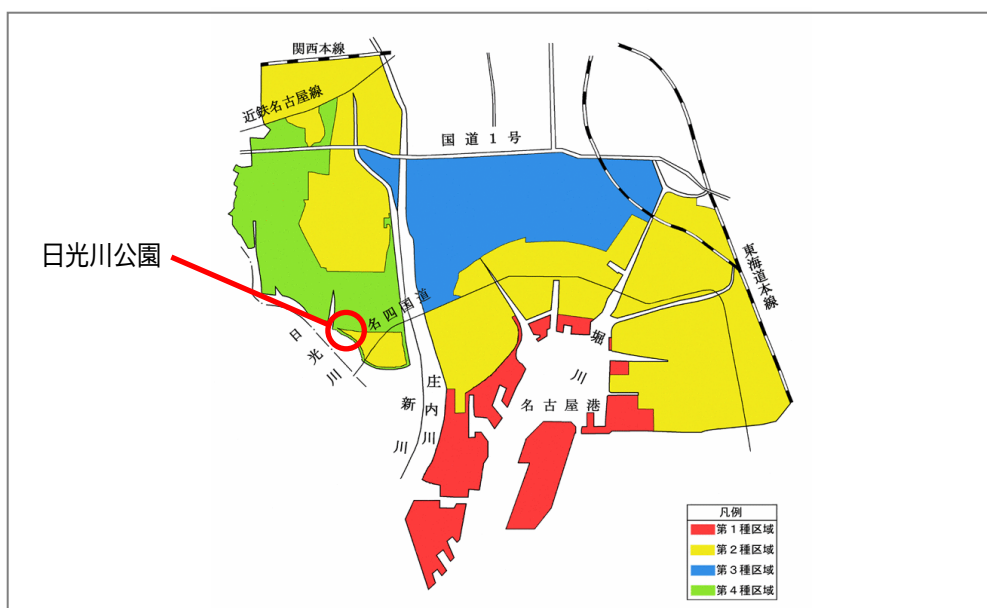 関西本線
近鉄名古屋線
国道1号
日光川公園
東海道本線
名四国道
日光川
堀川
庄内川
新川
名古屋港
凡例
第1種区域
第2種区域
第3種区域
第4種区域